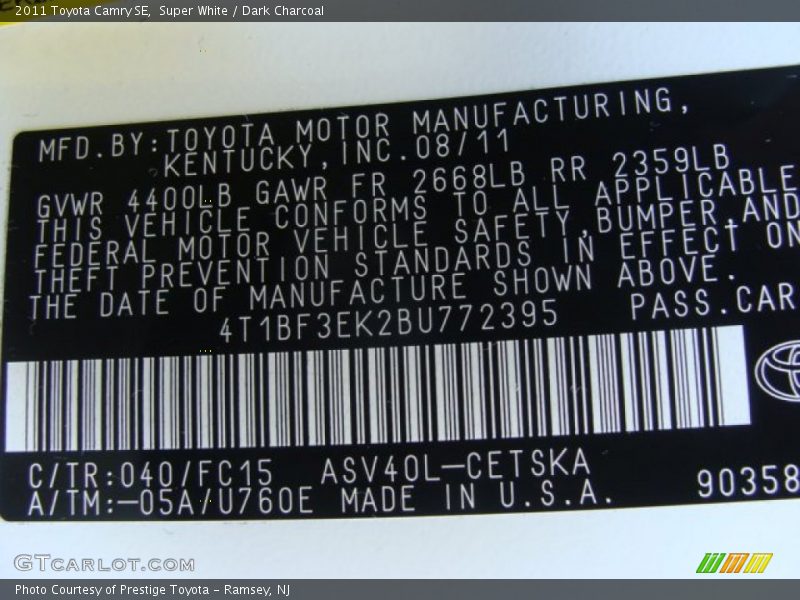 2011 Toyota Camry SE,  Super White / Dark Charcoal
MFD.BY:TOYOTA MOTOR MANUFACTURING,
KENTUCKY,INC.08/11
GVWR 4400LB GAWR FR 2668LB RR 2359LB
THIS VEHICLE CONFORMS TO ALL APPLICABLE
FEDERAL MOTOR VEHICLE SAFETY,BUMPER,AND
THEFT PREVENTION STANDARDS IN EFFECT ON
THE DATE OF MANUFACTURE SHOWN ABOVE.
4T1BF3EK2BU772395 PASS.CAR
C/TR:040/FC15 ASV40L-CETSKA
A/TM:-05A/U760E MADE IN U.S.A. 90358
GTCARLOT.COM
Photo Courtesy of Prestige Toyota - Ramsey, NJ